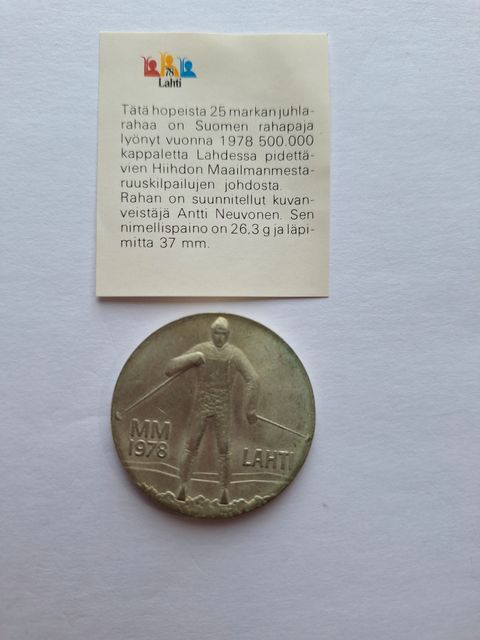 78
Lahti
Tätä hopeista 25 markan juhla-
rahaa on Suomen rahapaja
lyönyt vuonna 1978 500.000
kappaletta Lahdessa pidettä-
vien Hiihdon Maailmanmesta-
ruuskilpailujen johdosta.
Rahan on suunnitellut kuvan-
veistäjä Antti Neuvonen. Sen
nimellispaino on 26,3 g ja läpi-
mitta 37 mm.
MM
1978
LAHTI